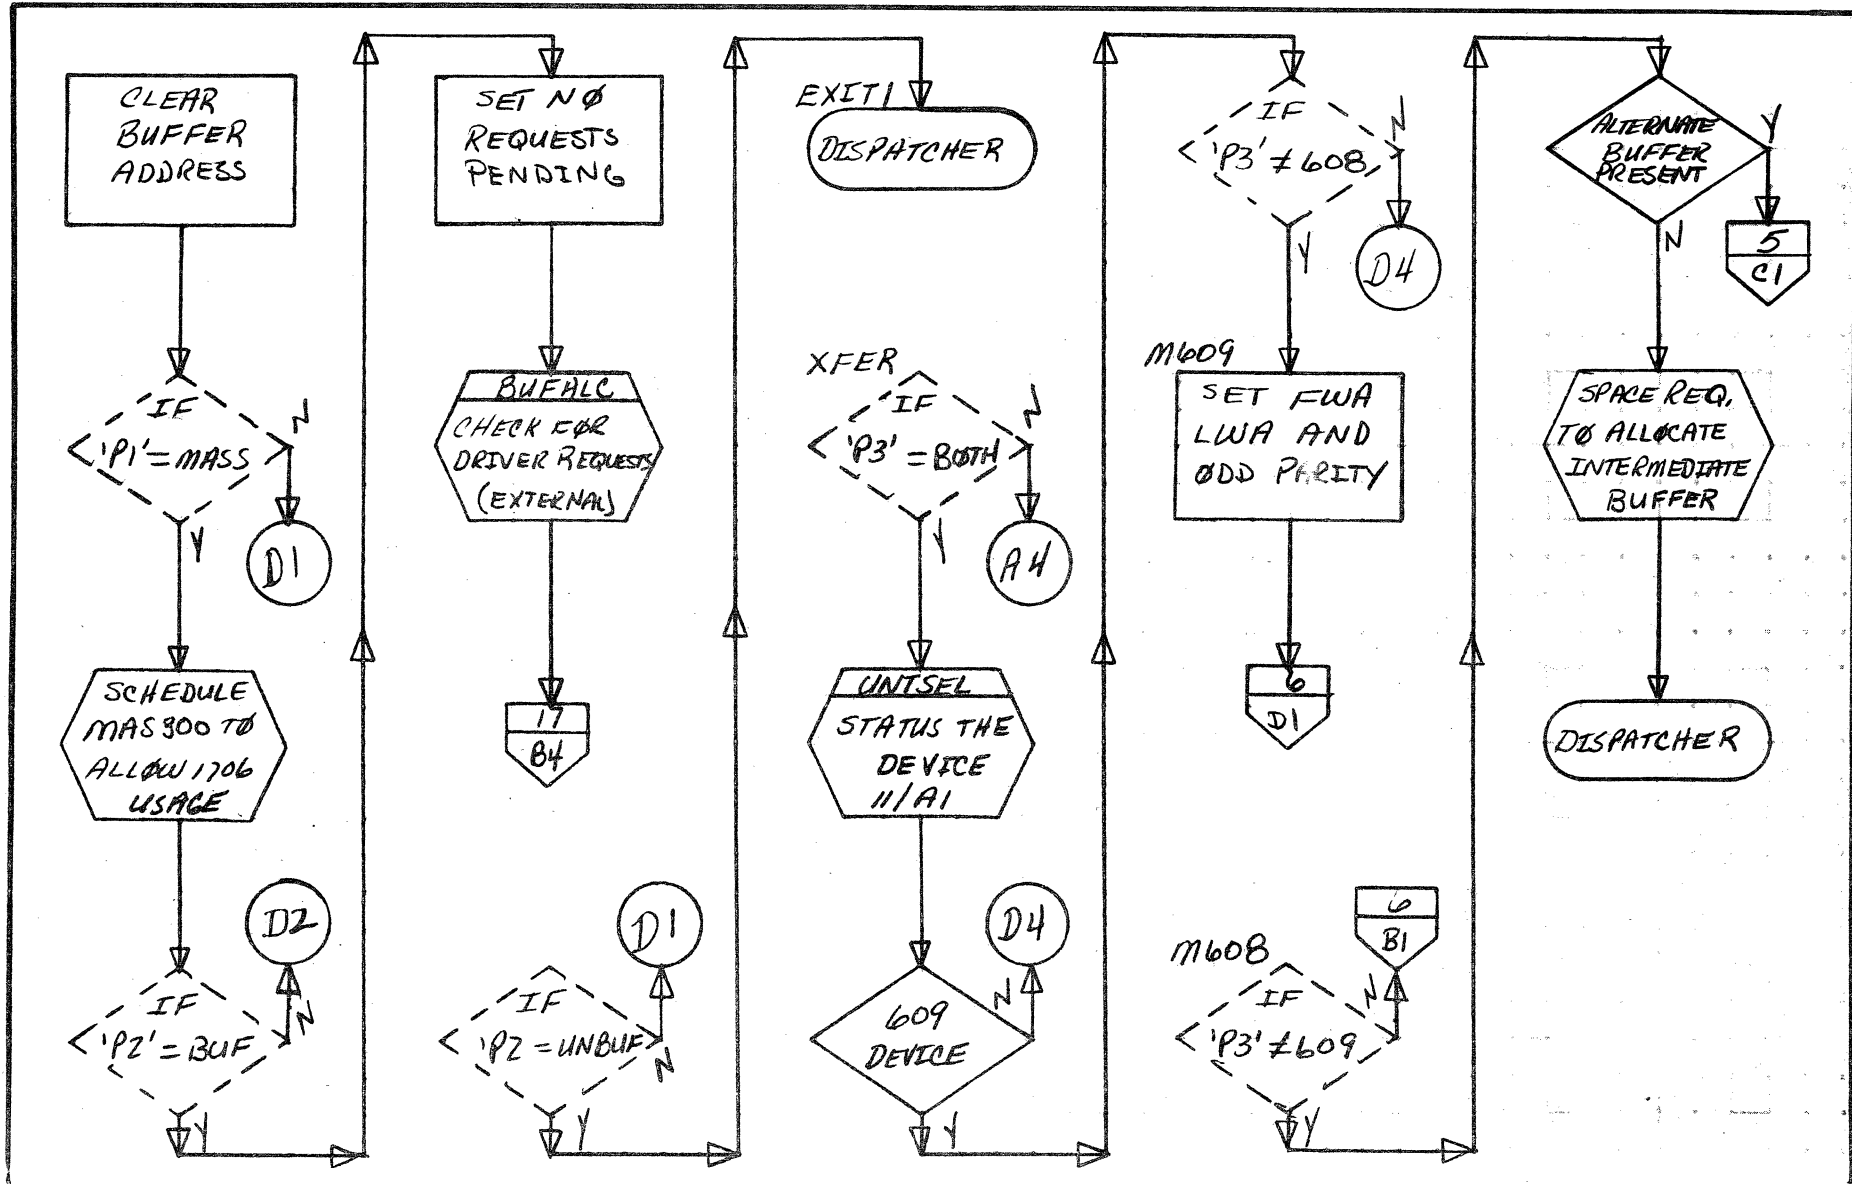 CLEAR
BUFFER
ADDRESS
IF
'P1'=MASS
N
Y
D1
SCHEDULE
MAS300 TØ
ALLØW 1706
USAGE
D2
IF
'P2'=BUF
N
Y
SET NØ
REQUESTS
PENDING
BUFALC
CHECK FØR
DRIVER REQUESTS
(EXTERNAL)
17
B4
D1
IF
'P2=UNBUF
N
Y
EXIT1
DISPATCHER
XFER
IF
'P3'=BØTH
N
Y
A4
UNTSEL
STATUS THE
DEVICE
11/A1
D4
609
DEVICE
N
Y
IF
'P3'≠608
N
Y
D4
M609
SET FWA
LWA AND
ØDD PARITY
6
D1
6
B1
M608
IF
'P3'≠609
N
Y
ALTERNATE
BUFFER
PRESENT
Y
N
5
C1
SPACE REQ.
TØ ALLØCATE
INTERMEDIATE
BUFFER
DISPATCHER